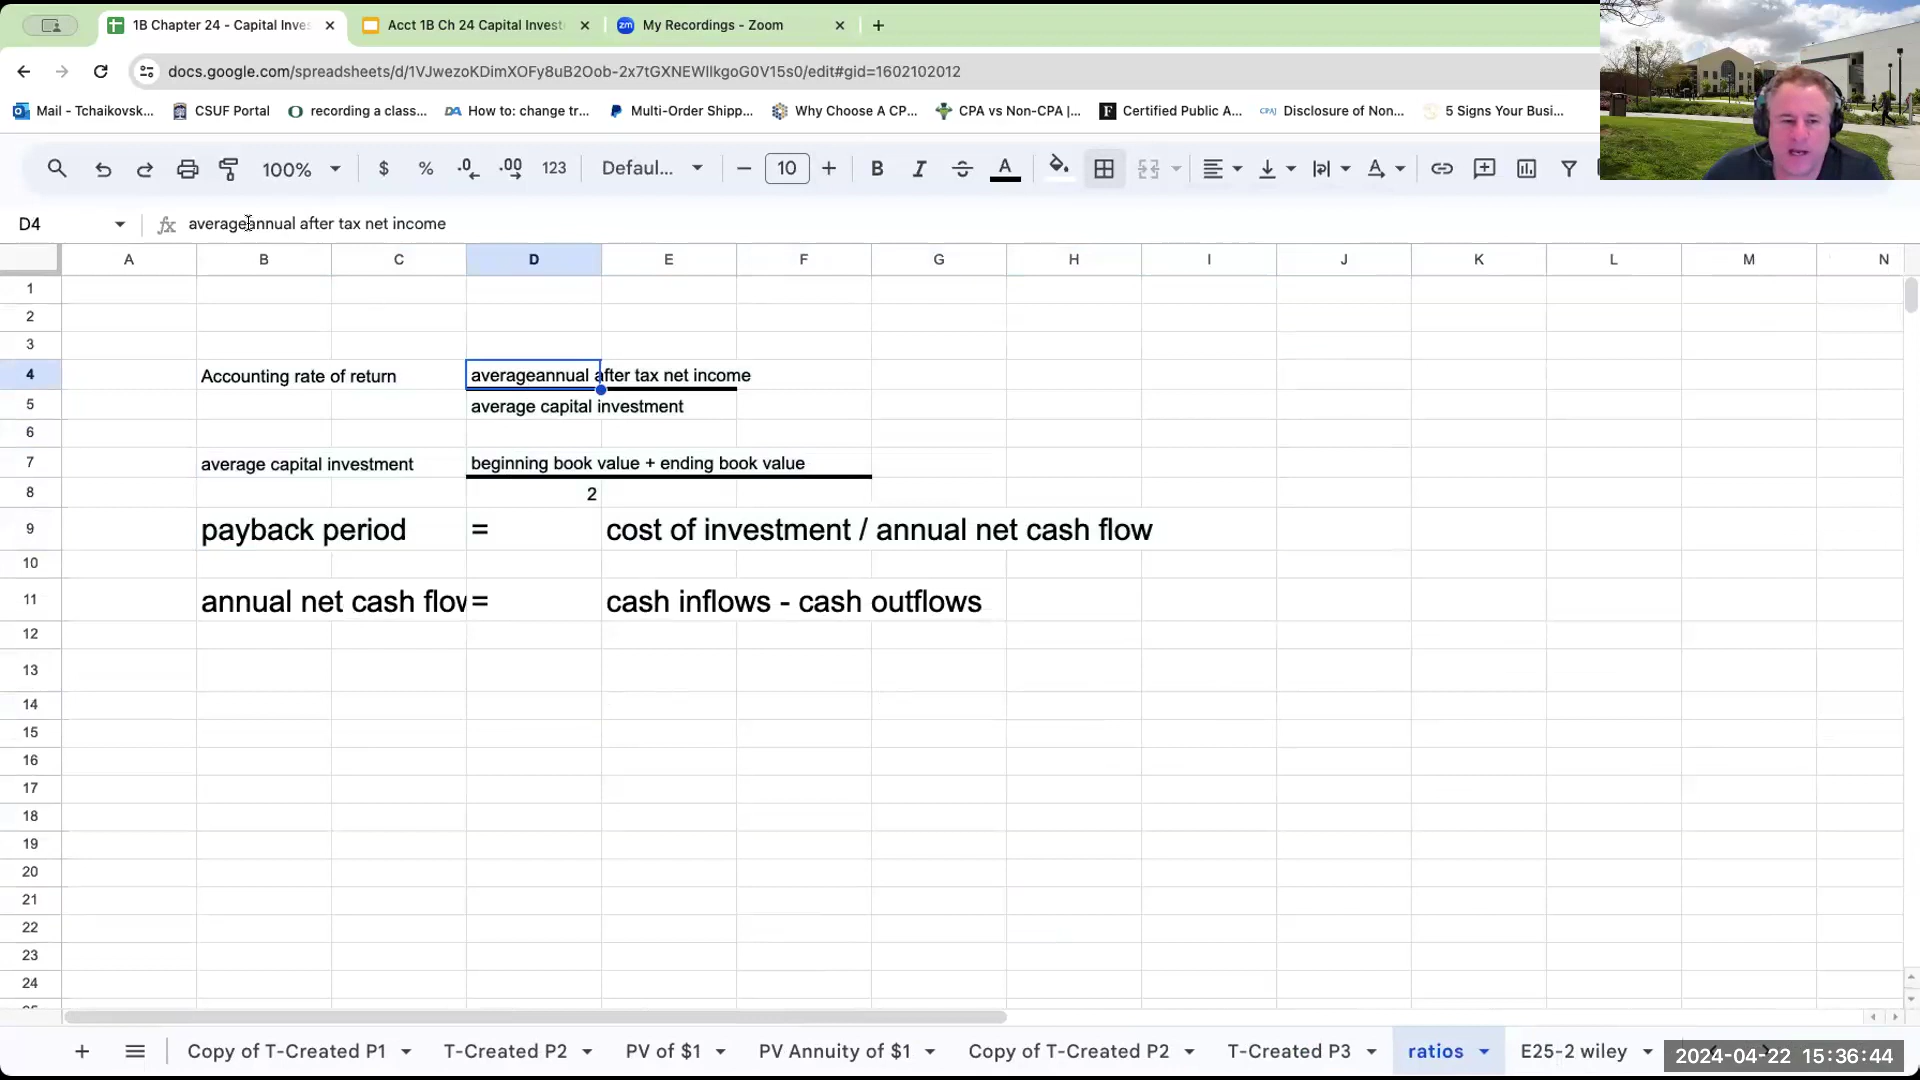 1B Chapter 24 - Capital Inves
Acct 1B Ch 24 Capital Invest
zm My Recordings - Zoom
docs.google.com/spreadsheets/d/1VJwezoKDimXOFy8uB2Oob-2x7tGXNEWIlkgoG0V15s0/edit#gid=1602102012
Mail - Tchaikovsk... CSUF Portal recording a class... DA How to: change tr... Multi-Order Shipp... Why Choose A CP... CPA vs Non-CPA |... F Certified Public A... CPAJ Disclosure of Non... 5 Signs Your Busi...
100% $ % .0 .00 123 Defaul... 10 B I S A
D4 fx averageannual after tax net income
A B C D E F G H I J K L M N
1
2
3
4 Accounting rate of return averageannual after tax net income
5 average capital investment
6
7 average capital investment beginning book value + ending book value
8 2
9 payback period = cost of investment / annual net cash flow
10
11 annual net cash flow = cash inflows - cash outflows
12
13
14
15
16
17
18
19
20
21
22
23
24
Copy of T-Created P1 T-Created P2 PV of $1 PV Annuity of $1 Copy of T-Created P2 T-Created P3 ratios E25-2 wiley
2024-04-22 15:36:44